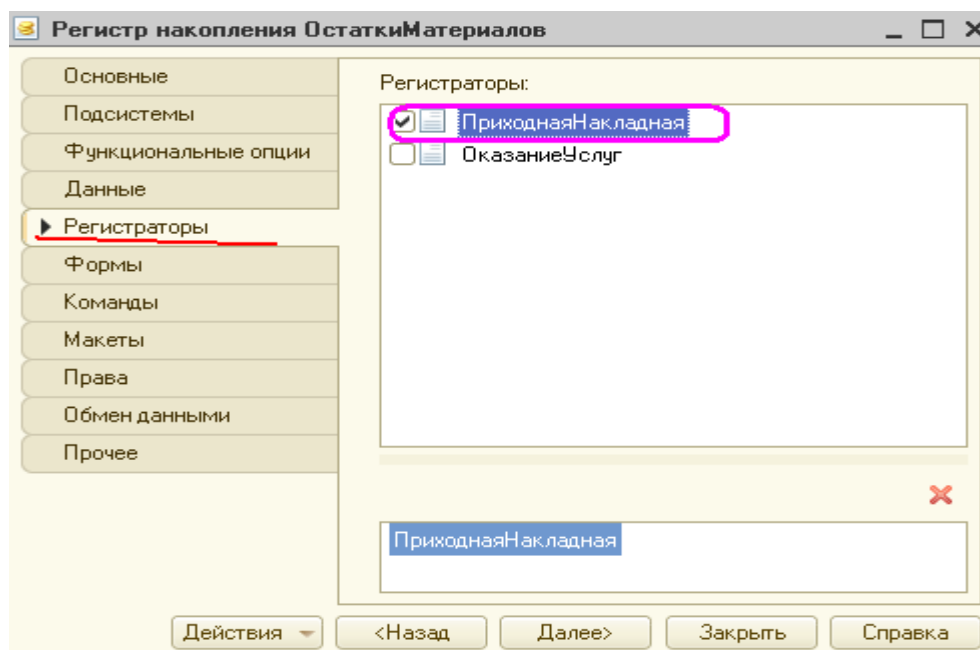 Регистр накопления ОстаткиМатериалов
Основные
Подсистемы
Функциональные опции
Данные
Регистраторы
Формы
Команды
Макеты
Права
Обмен данными
Прочее
Регистраторы:
ПриходнаяНакладная
ОказаниеУслуг
ПриходнаяНакладная
Действия
<Назад
Далее>
Закрыть
Справка